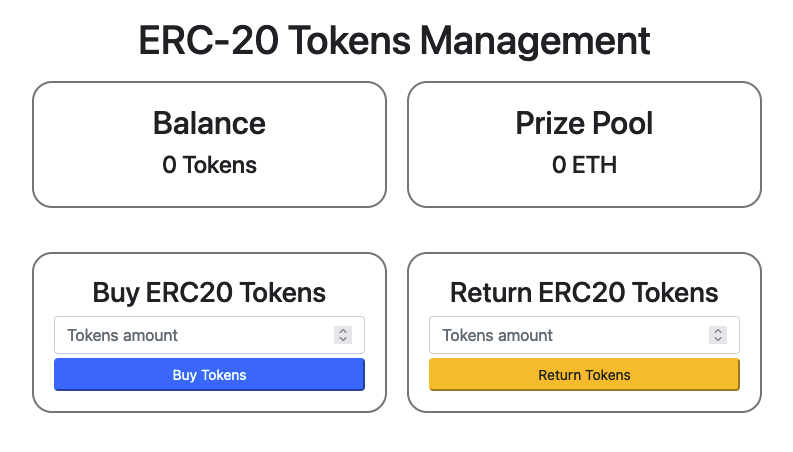 ERC-20 Tokens Management
Balance
0 Tokens
Prize Pool
0 ETH
Buy ERC20 Tokens
Tokens amount
Buy Tokens
Return ERC20 Tokens
Tokens amount
Return Tokens